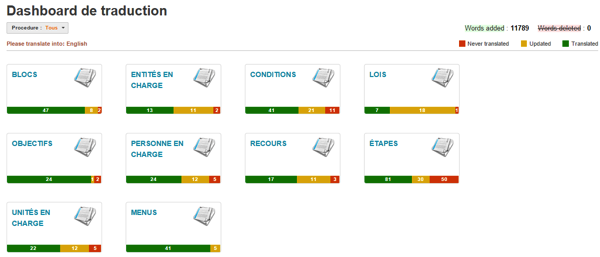 Dashboard de traduction
Procedure : Tous
Words added : 11789 Words deleted : 0
Please translate into: English
Never translated Updated Translated
BLOCS
47 8 2
ENTITÉS EN CHARGE
13 11 2
CONDITIONS
41 21 11
LOIS
7 18 1
OBJECTIFS
24 2
PERSONNE EN CHARGE
24 12 5
RECOURS
17 11 3
ÉTAPES
81 30 50
UNITÉS EN CHARGE
22 12 5
MENUS
41 5